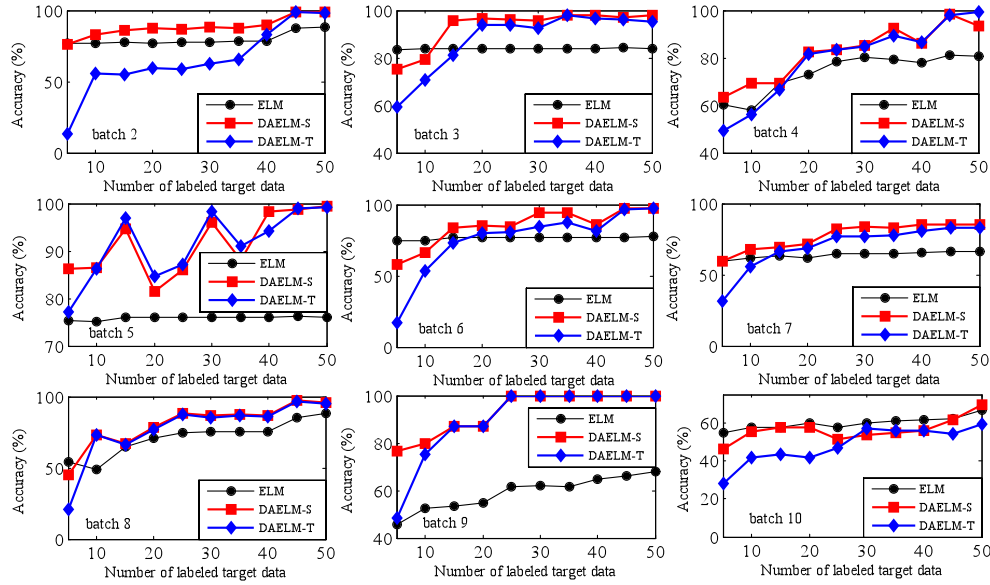 100
50
0
10 20 30 40 50
Accuracy (%)
Number of labeled target data
batch 2
ELM
DAELM-S
DAELM-T
100
80
60
40
10 20 30 40 50
Accuracy (%)
Number of labeled target data
batch 3
ELM
DAELM-S
DAELM-T
100
80
60
40
10 20 30 40 50
Accuracy (%)
Number of labeled target data
batch 4
ELM
DAELM-S
DAELM-T
100
90
80
70
10 20 30 40 50
Accuracy (%)
Number of labeled target data
batch 5
ELM
DAELM-S
DAELM-T
100
50
0
10 20 30 40 50
Accuracy (%)
Number of labeled target data
batch 6
ELM
DAELM-S
DAELM-T
100
50
0
10 20 30 40 50
Accuracy (%)
Number of labeled target data
batch 7
ELM
DAELM-S
DAELM-T
100
50
0
10 20 30 40 50
Accuracy (%)
Number of labeled target data
batch 8
ELM
DAELM-S
DAELM-T
100
80
60
40
10 20 30 40 50
Accuracy (%)
Number of labeled target data
batch 9
ELM
DAELM-S
DAELM-T
60
40
20
0
10 20 30 40 50
Accuracy (%)
Number of labeled target data
batch 10
ELM
DAELM-S
DAELM-T